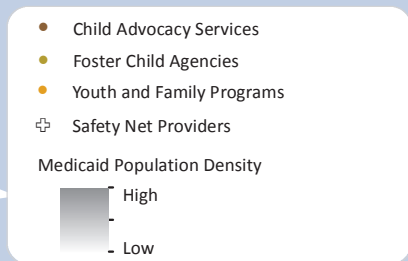 Child Advocacy Services
Foster Child Agencies
Youth and Family Programs
Safety Net Providers
Medicaid Population Density
High
Low